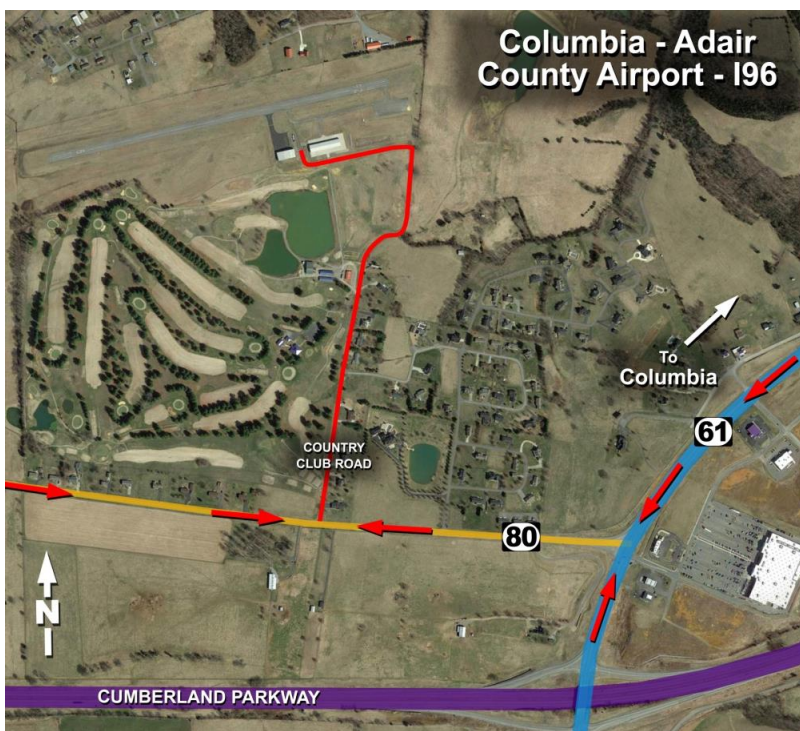 Columbia - Adair
County Airport - I96
To
Columbia
61
COUNTRY
CLUB ROAD
80
N
CUMBERLAND PARKWAY